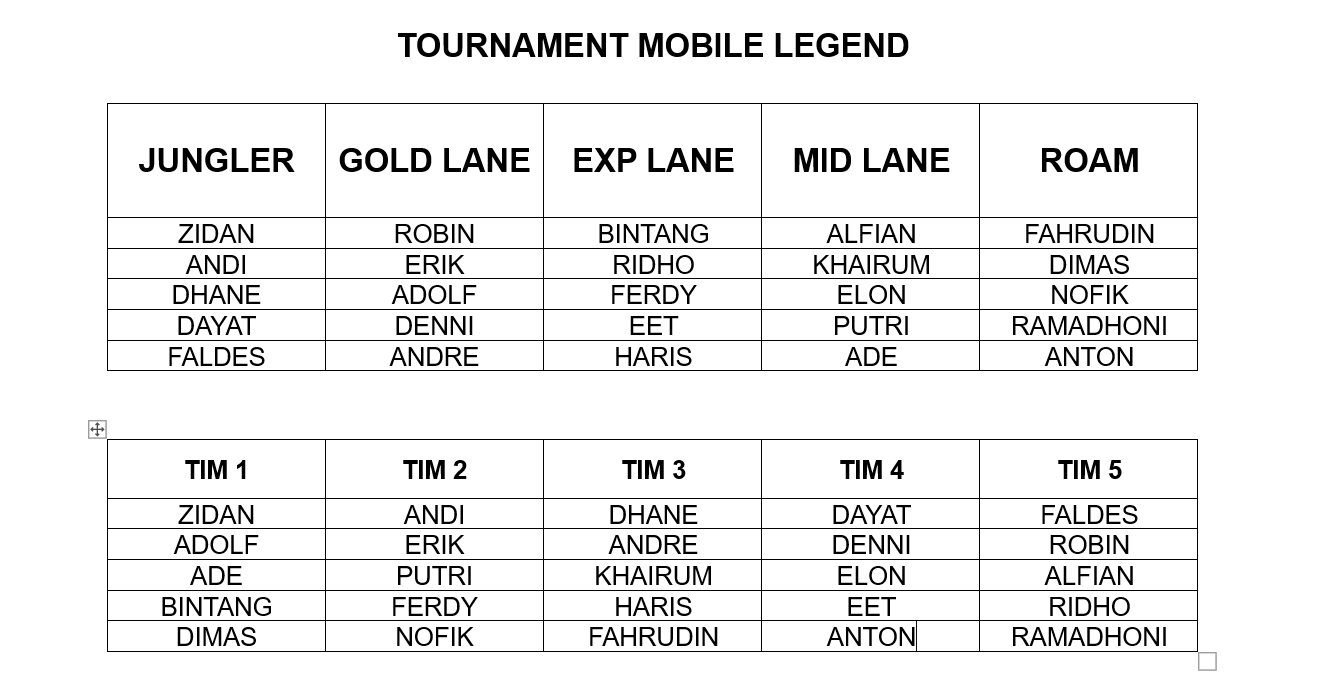 TOURNAMENT MOBILE LEGEND
JUNGLER GOLD LANE EXP LANE MID LANE ROAM
ZIDAN ROBIN BINTANG ALFIAN FAHRUDIN
ANDI ERIK RIDHO KHAIRUM DIMAS
DHANE ADOLF FERDY ELON NOFIK
DAYAT DENNI EET PUTRI RAMADHONI
FALDES ANDRE HARIS ADE ANTON
TIM 1 TIM 2 TIM 3 TIM 4 TIM 5
ZIDAN ANDI DHANE DAYAT FALDES
ADOLF ERIK ANDRE DENNI ROBIN
ADE PUTRI KHAIRUM ELON ALFIAN
BINTANG FERDY HARIS EET RIDHO
DIMAS NOFIK FAHRUDIN ANTON RAMADHONI